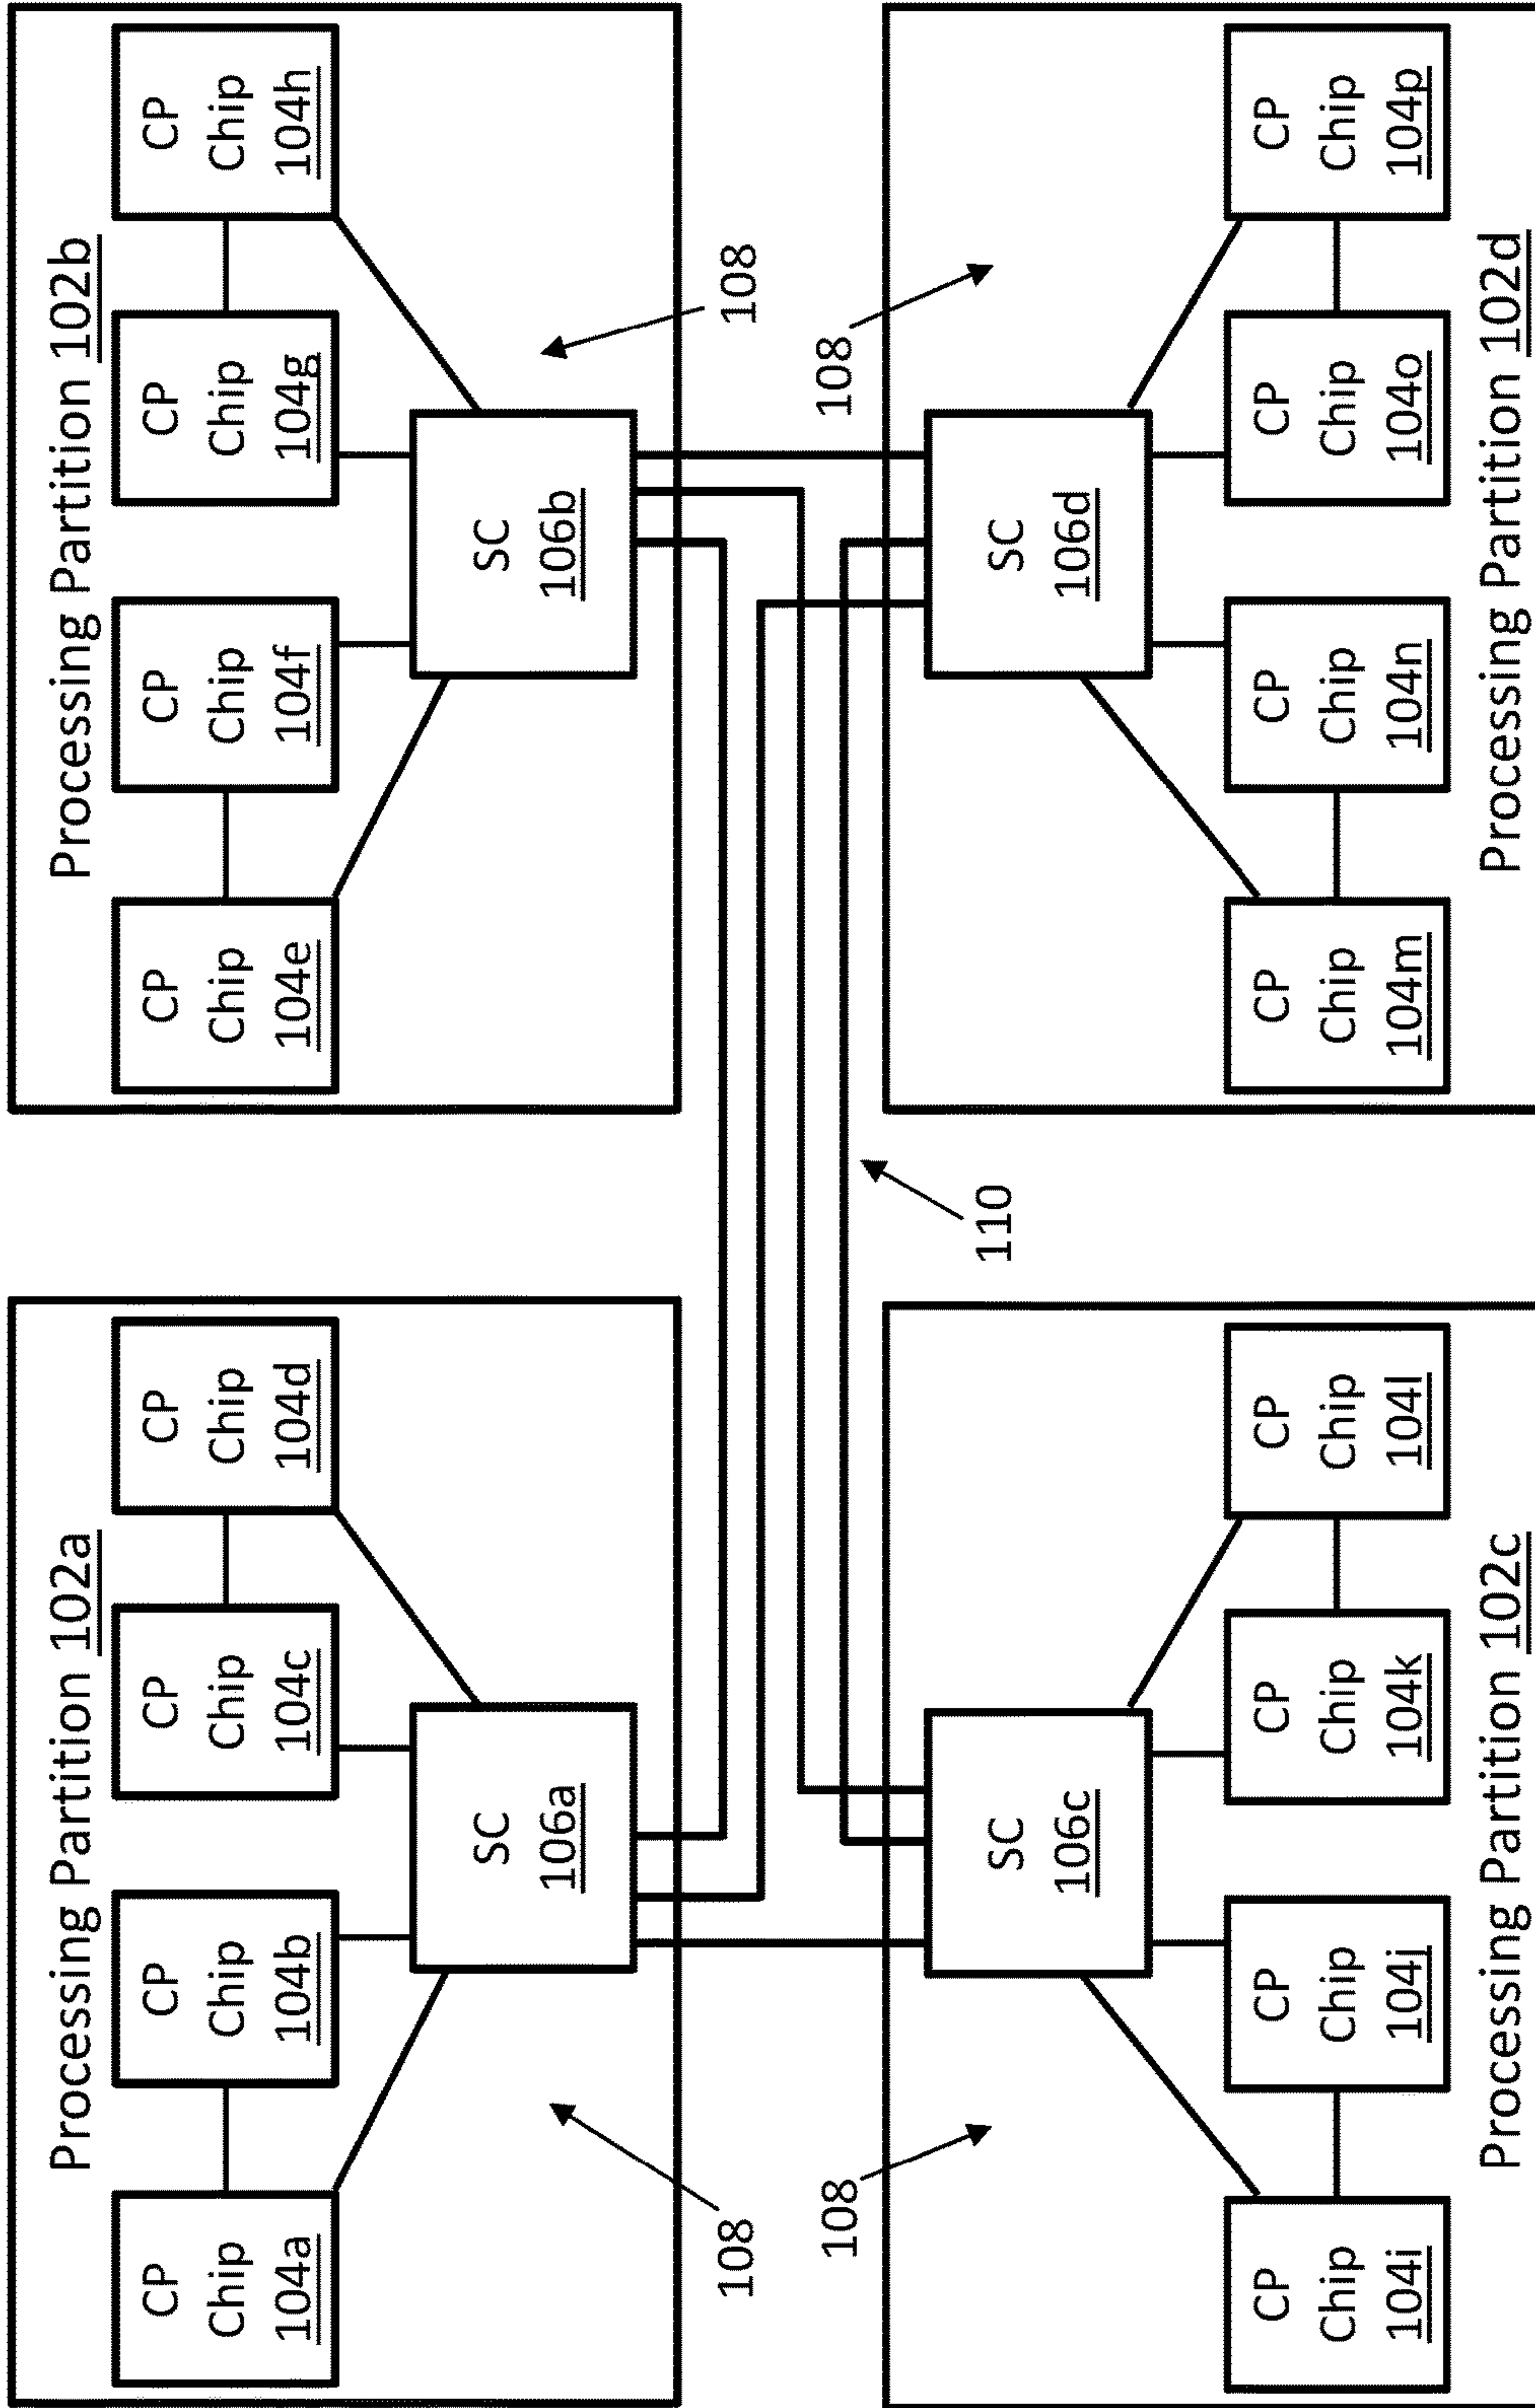 Processing Partition 102a
CP
Chip
104a
CP
Chip
104b
CP
Chip
104c
CP
Chip
104d
SC
106a
108
Processing Partition 102b
CP
Chip
104e
CP
Chip
104f
CP
Chip
104g
CP
Chip
104h
SC
106b
108
110
108
SC
106c
CP
Chip
104i
CP
Chip
104j
CP
Chip
104k
CP
Chip
104l
Processing Partition 102c
108
SC
106d
CP
Chip
104m
CP
Chip
104n
CP
Chip
104o
CP
Chip
104p
Processing Partition 102d